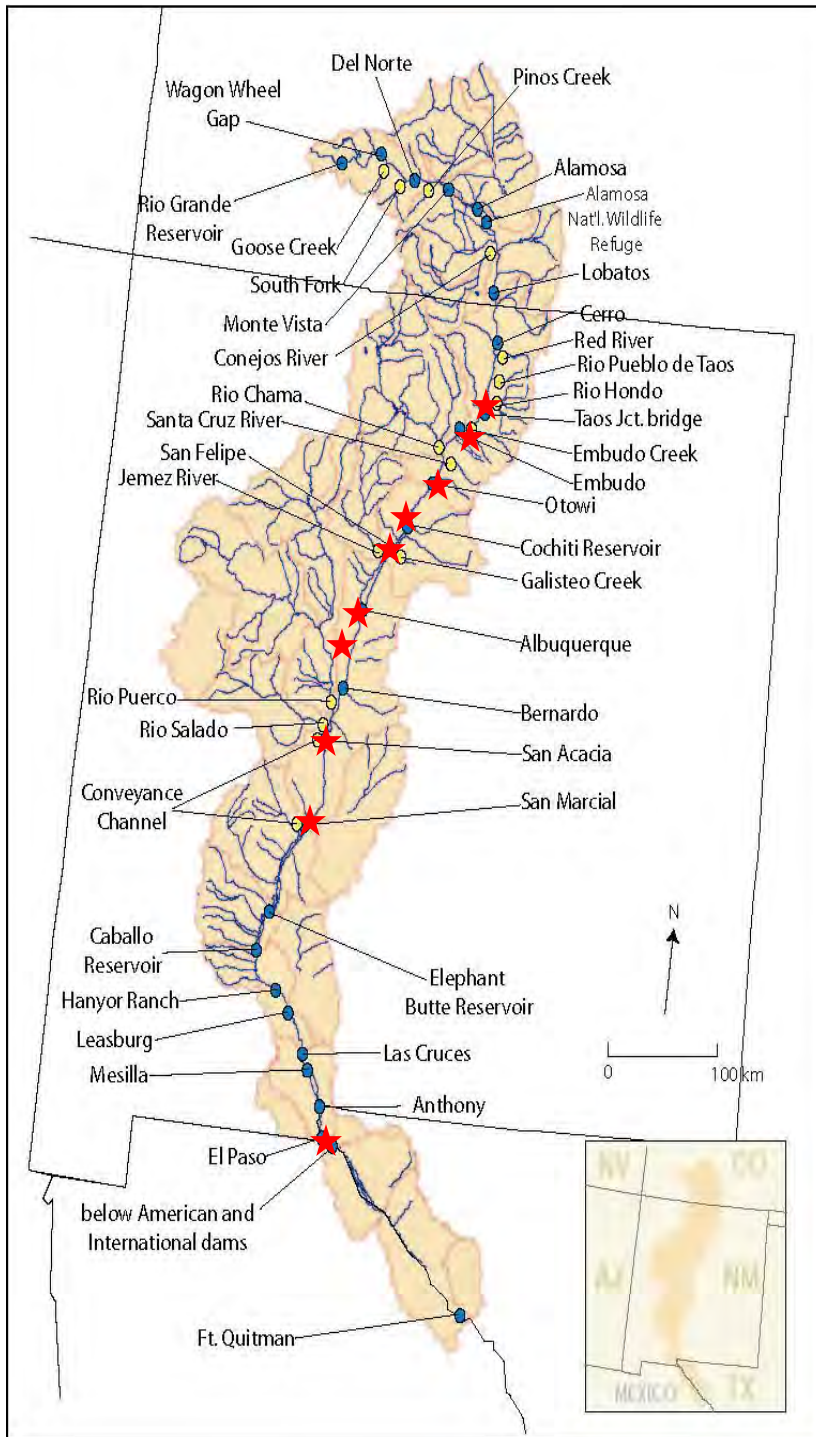 Del Norte
Pinos Creek
Wagon Wheel
Gap
Alamosa
Alamosa
Nat'l. Wildlife
Refuge
Rio Grande
Reservoir
Goose Creek
South Fork
Lobatos
Monte Vista
Cerro
Conejos River
Red River
Rio Pueblo de Taos
Rio Chama
Rio Hondo
Santa Cruz River
Taos Jct. bridge
San Felipe
Embudo Creek
Jemez River
Embudo
Otowi
Cochiti Reservoir
Galisteo Creek
Albuquerque
Rio Puerco
Bernardo
Rio Salado
San Acacia
Conveyance
Channel
San Marcial
N
Caballo
Reservoir
Elephant
Butte Reservoir
Hanyor Ranch
Leasburg
Las Cruces
Mesilla
0 100 km
Anthony
El Paso
below American and
International dams
Ft. Quitman
NV CO
AZ NM
MEXICO TX